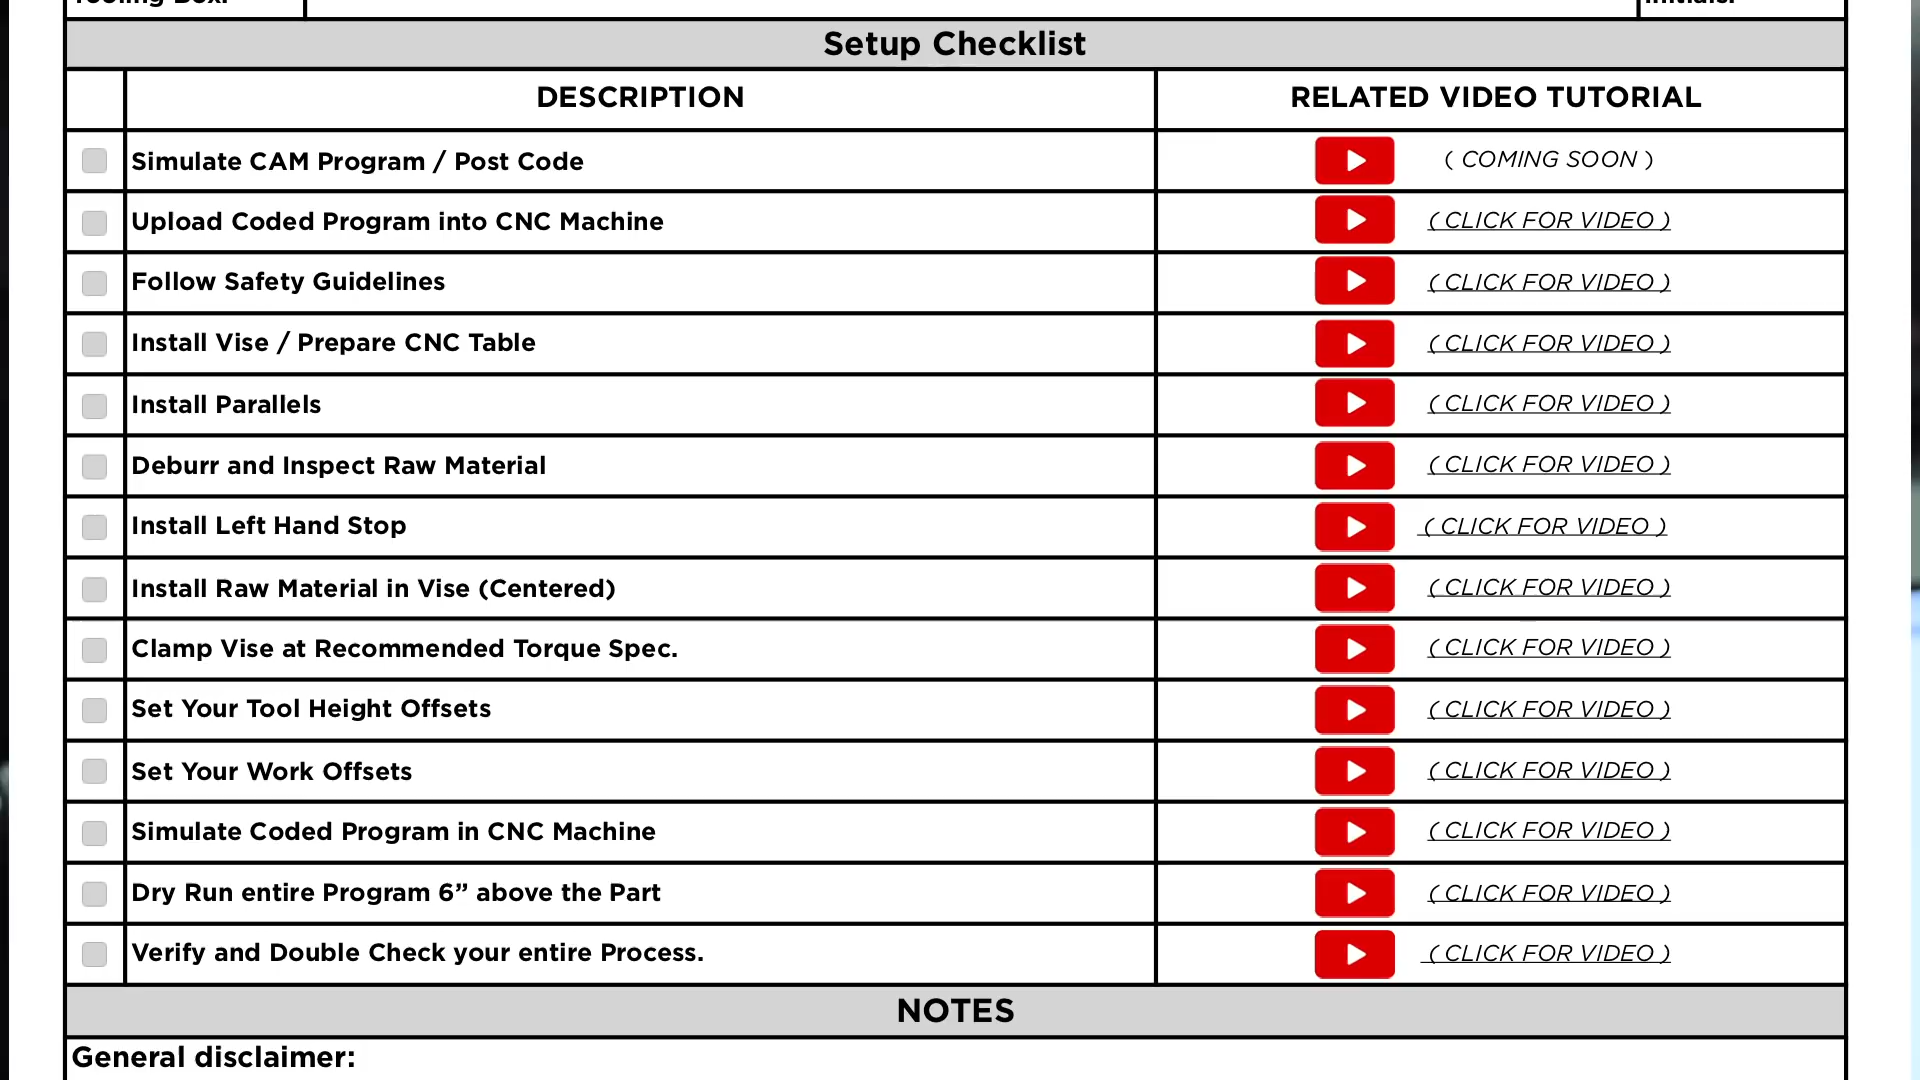 Tooling Box:
Initials:
Setup Checklist
DESCRIPTION
RELATED VIDEO TUTORIAL
Simulate CAM Program / Post Code
( COMING SOON )
Upload Coded Program into CNC Machine
( CLICK FOR VIDEO )
Follow Safety Guidelines
( CLICK FOR VIDEO )
Install Vise / Prepare CNC Table
( CLICK FOR VIDEO )
Install Parallels
( CLICK FOR VIDEO )
Deburr and Inspect Raw Material
( CLICK FOR VIDEO )
Install Left Hand Stop
( CLICK FOR VIDEO )
Install Raw Material in Vise (Centered)
( CLICK FOR VIDEO )
Clamp Vise at Recommended Torque Spec.
( CLICK FOR VIDEO )
Set Your Tool Height Offsets
( CLICK FOR VIDEO )
Set Your Work Offsets
( CLICK FOR VIDEO )
Simulate Coded Program in CNC Machine
( CLICK FOR VIDEO )
Dry Run entire Program 6” above the Part
( CLICK FOR VIDEO )
Verify and Double Check your entire Process.
( CLICK FOR VIDEO )
NOTES
General disclaimer: